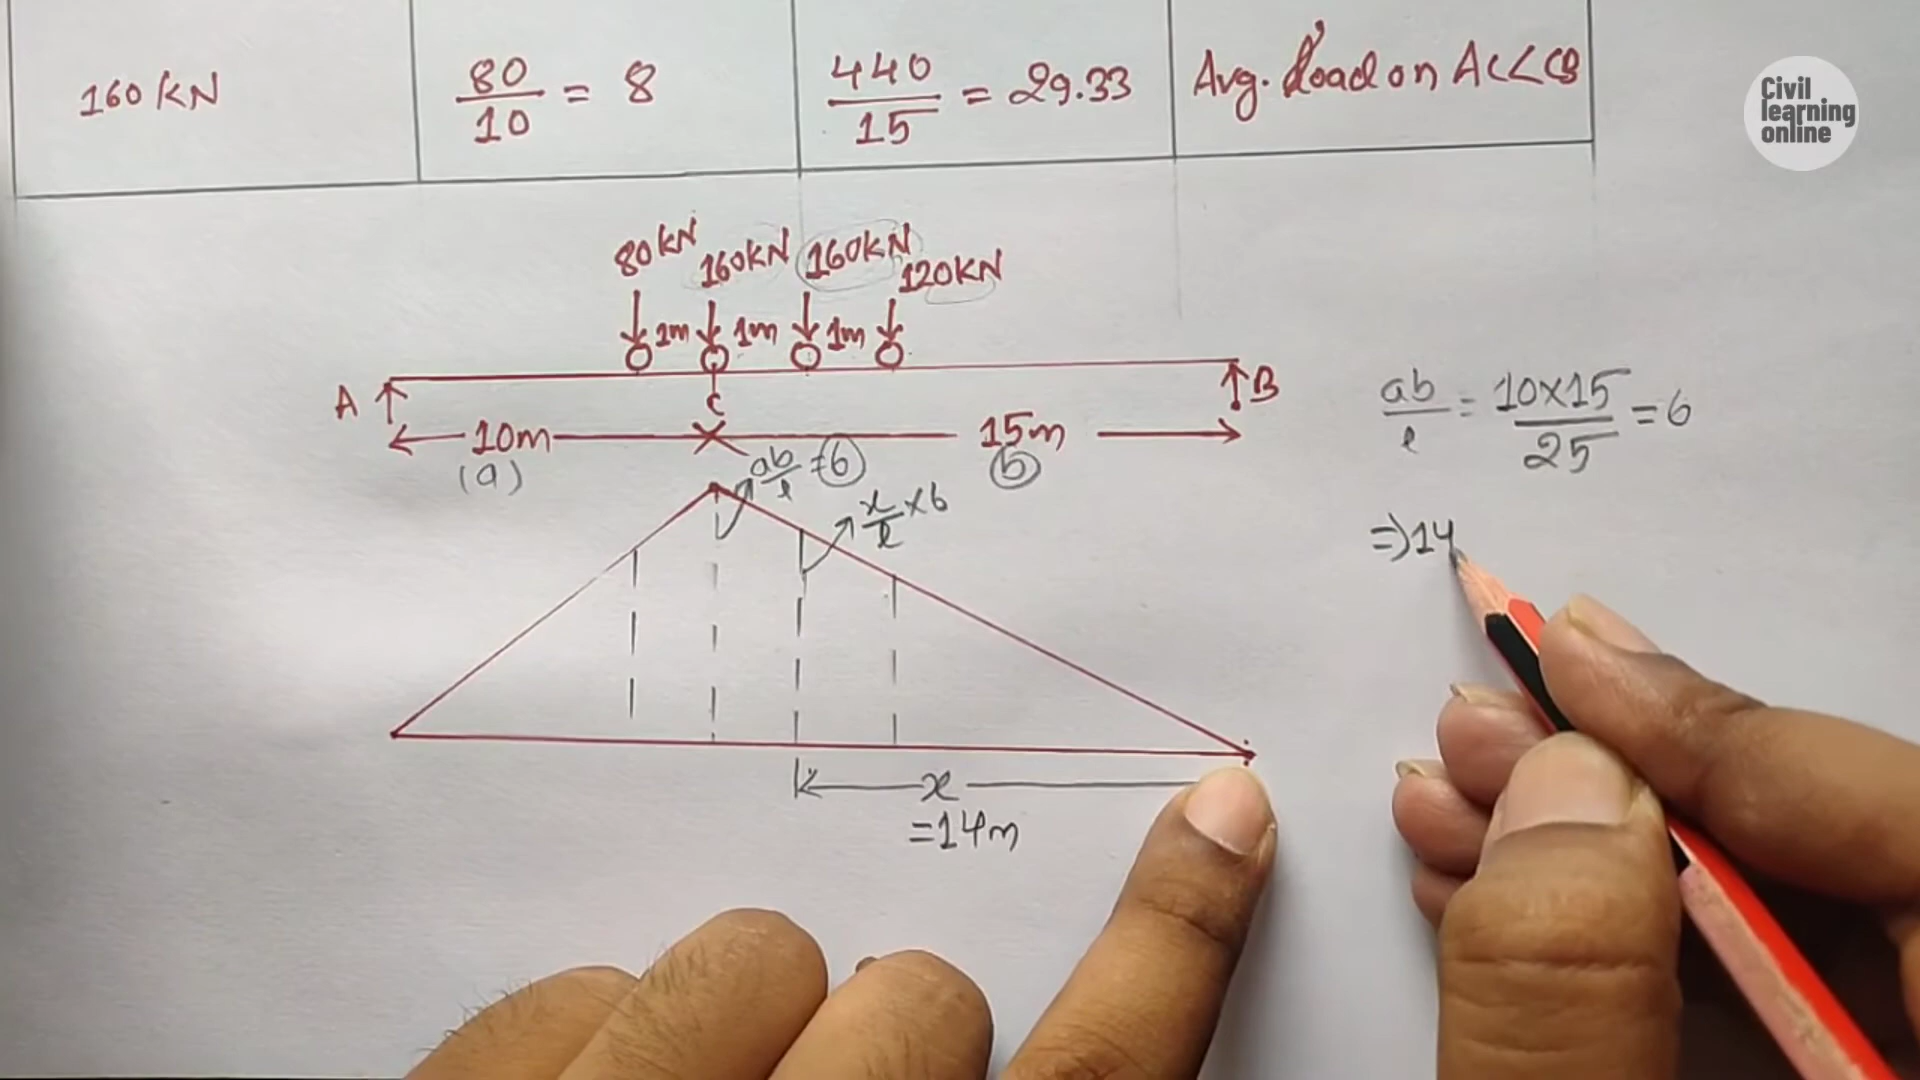 160 KN
80/10 = 8
440/15 = 29.33
Avg. load on AC<CB
Civil
learning
online
80KN 160KN 160KN 120KN
1m 1m 1m
A C B
10m 15m
(a) (b)
ab/l = 6
x/l × 6
x
= 14m
ab/l = 10×15/25 = 6
⇒ 14